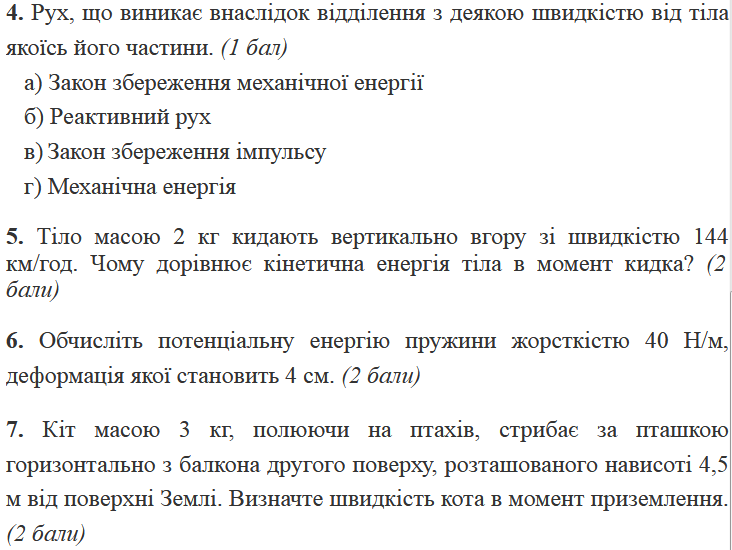 4. Рух, що виникає внаслідок відділення з деякою швидкістю від тіла
якоїсь його частини. (1 бал)
а) Закон збереження механічної енергії
б) Реактивний рух
в) Закон збереження імпульсу
г) Механічна енергія
5. Тіло масою 2 кг кидають вертикально вгору зі швидкістю 144
км/год. Чому дорівнює кінетична енергія тіла в момент кидка? (2
бали)
6. Обчисліть потенціальну енергію пружини жорсткістю 40 Н/м,
деформація якої становить 4 см. (2 бали)
7. Кіт масою 3 кг, полюючи на птахів, стрибає за пташкою
горизонтально з балкона другого поверху, розташованого нависоті 4,5
м від поверхні Землі. Визначте швидкість кота в момент приземлення.
(2 бали)